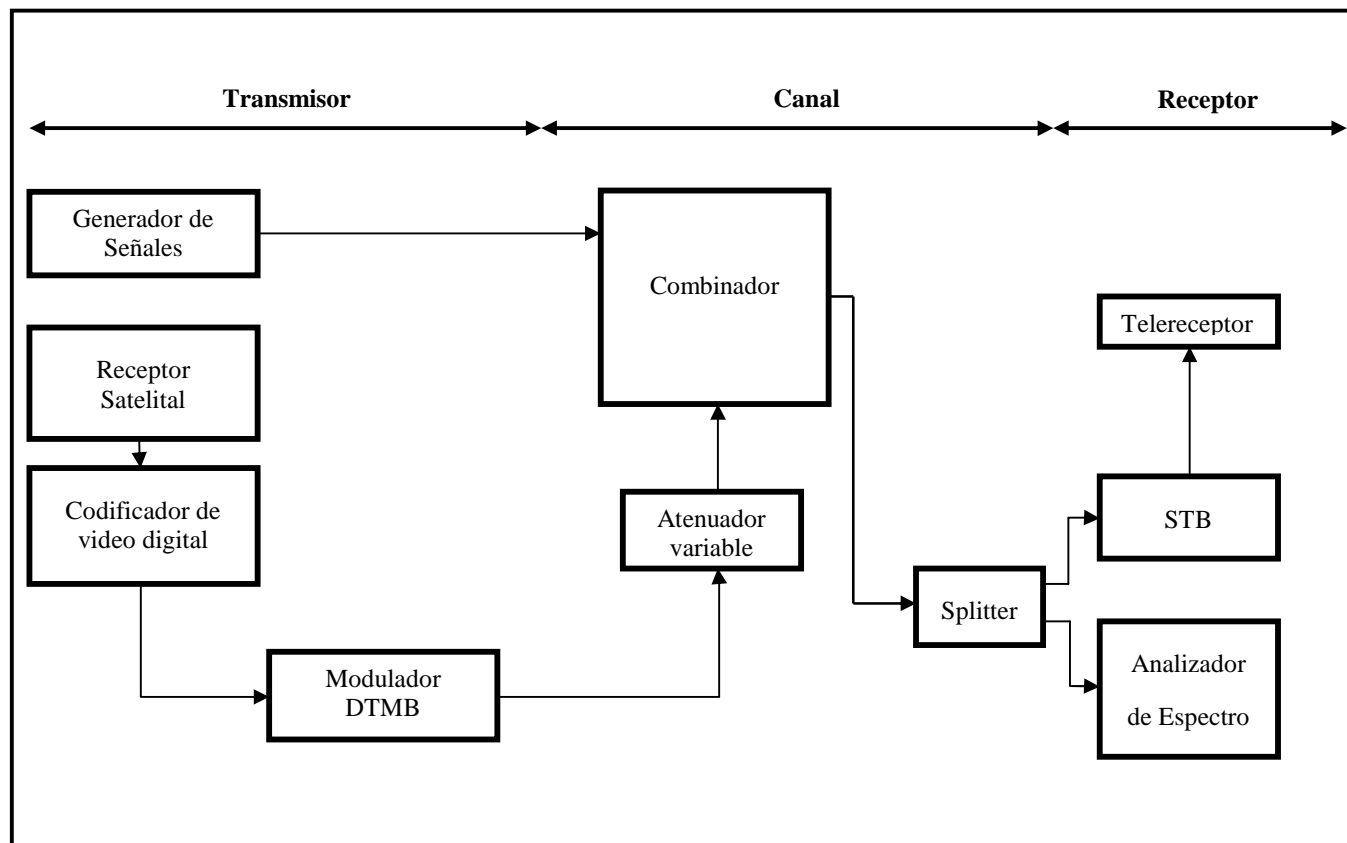 Transmisor
Canal
Receptor
Generador de
Señales
Combinador
Telereceptor
Receptor
Satelital
Codificador de
video digital
Atenuador
variable
STB
Splitter
Modulador
DTMB
Analizador
de Espectro